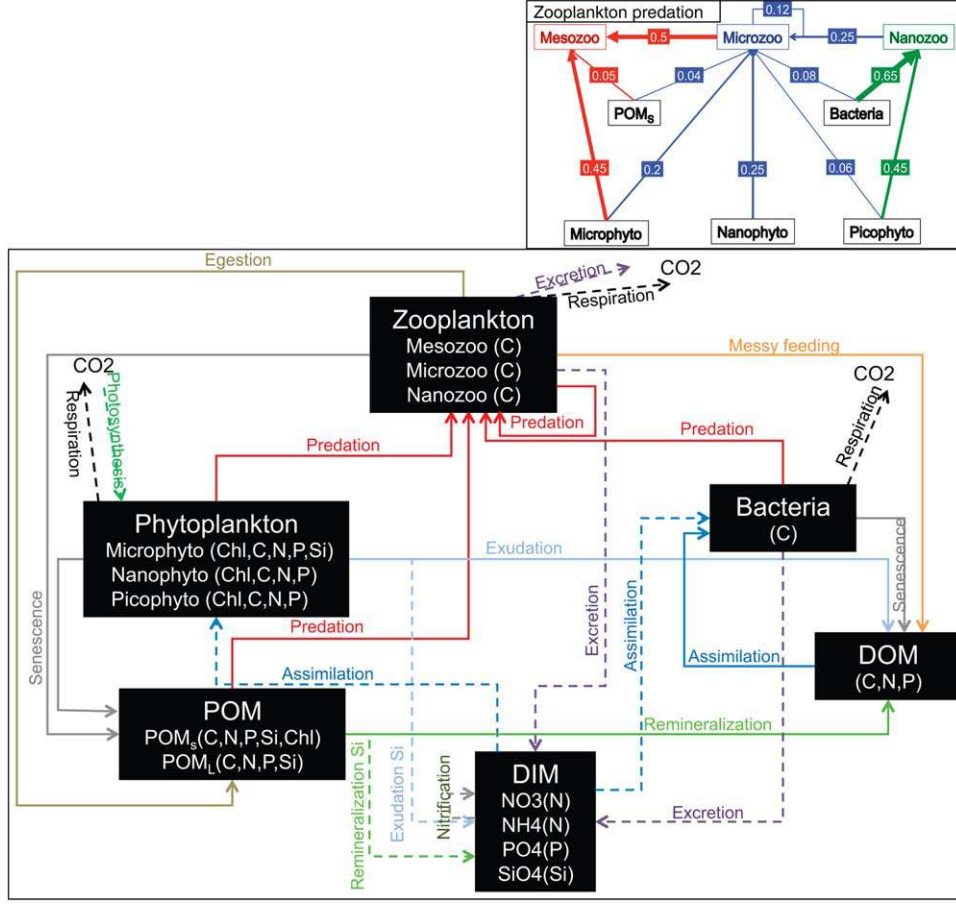 Zooplankton predation
0.12
Mesozoo
0.5
Microzoo
0.25
Nanozoo
0.05
0.04
0.08
0.65
POMs
Bacteria
0.45
0.2
0.25
0.06
0.45
Microphyto
Nanophyto
Picophyto
Egestion
Excretion
CO2
Respiration
Zooplankton
Mesozoo (C)
Microzoo (C)
Nanozoo (C)
Messy feeding
CO2
Respiration
Photosynthesis
CO2
Respiration
Predation
Predation
Predation
Phytoplankton
Microphyto (Chl,C,N,P,Si)
Nanophyto (Chl,C,N,P)
Picophyto (Chl,C,N,P)
Bacteria
(C)
Exudation
Senescence
Senescence
Predation
Excretion
Assimilation
Assimilation
Assimilation
DOM
(C,N,P)
POM
POMs(C,N,P,Si,Chl)
POML(C,N,P,Si)
Remineralization
Remineralization Si
Exudation Si
Nitrification
DIM
NO3(N)
NH4(N)
PO4(P)
SiO4(Si)
Excretion